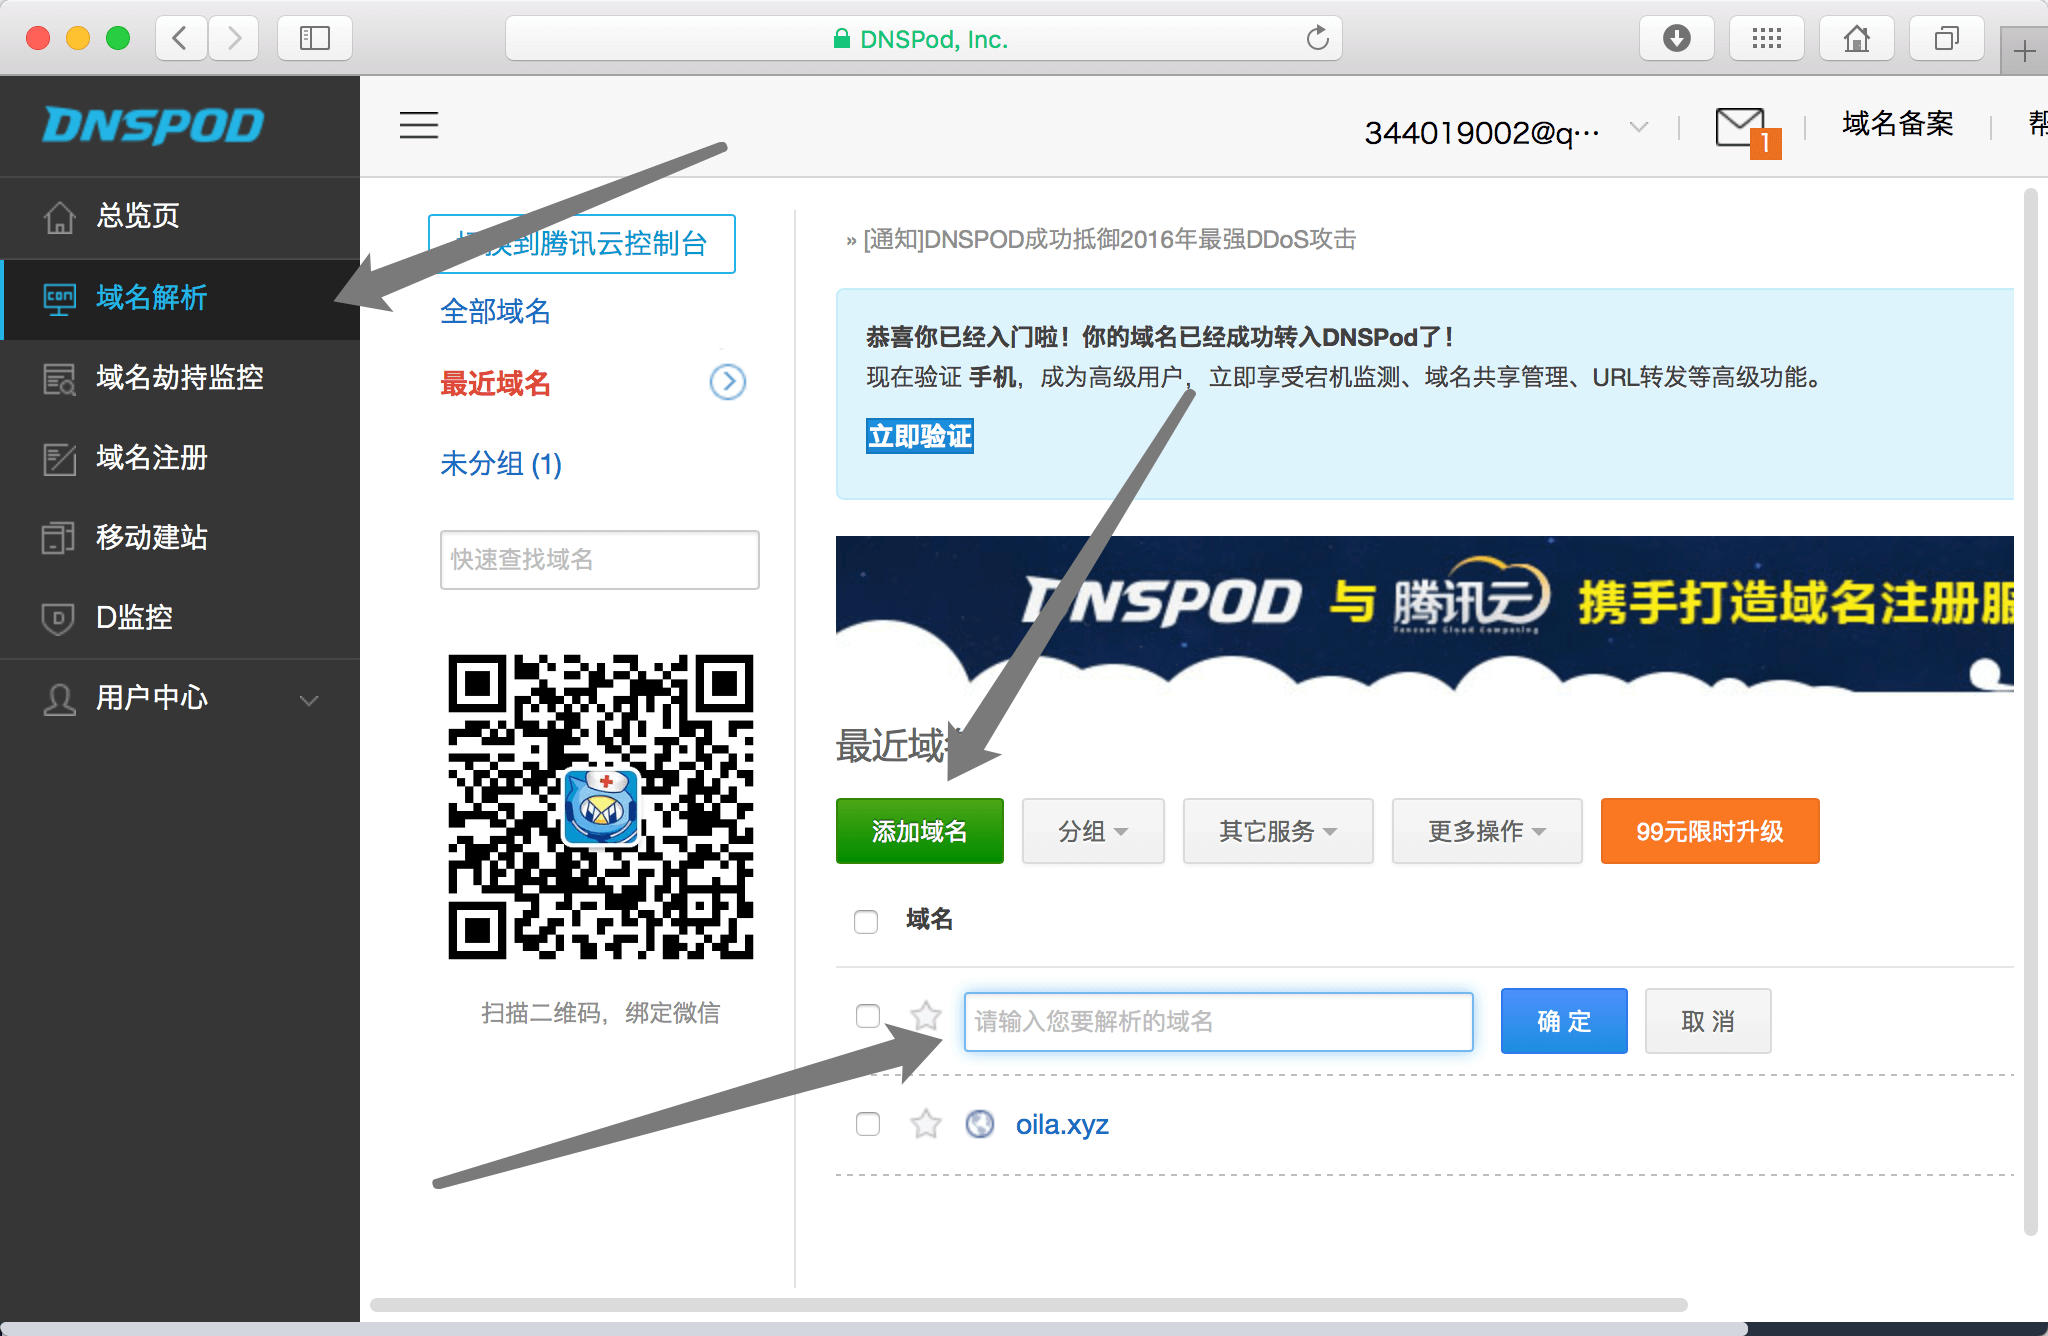 DNSPod, Inc.
DNSPOD
344019002@q…
1
域名备案
总览页
域名解析
域名劫持监控
域名注册
移动建站
D监控
用户中心
到腾讯云控制台
全部域名
最近域名
未分组 (1)
快速查找域名
扫描二维码，绑定微信
» [通知]DNSPOD成功抵御2016年最强DDoS攻击
恭喜你已经入门啦！你的域名已经成功转入DNSPod了！
现在验证 手机，成为高级用户，立即享受宕机监测、域名共享管理、URL转发等高级功能。
立即验证
DNSPOD 与 腾讯云 携手打造域名注册服
Tencent Cloud Computing
最近域
添加域名
分组
其它服务
更多操作
99元限时升级
域名
请输入您要解析的域名
确 定
取 消
oila.xyz